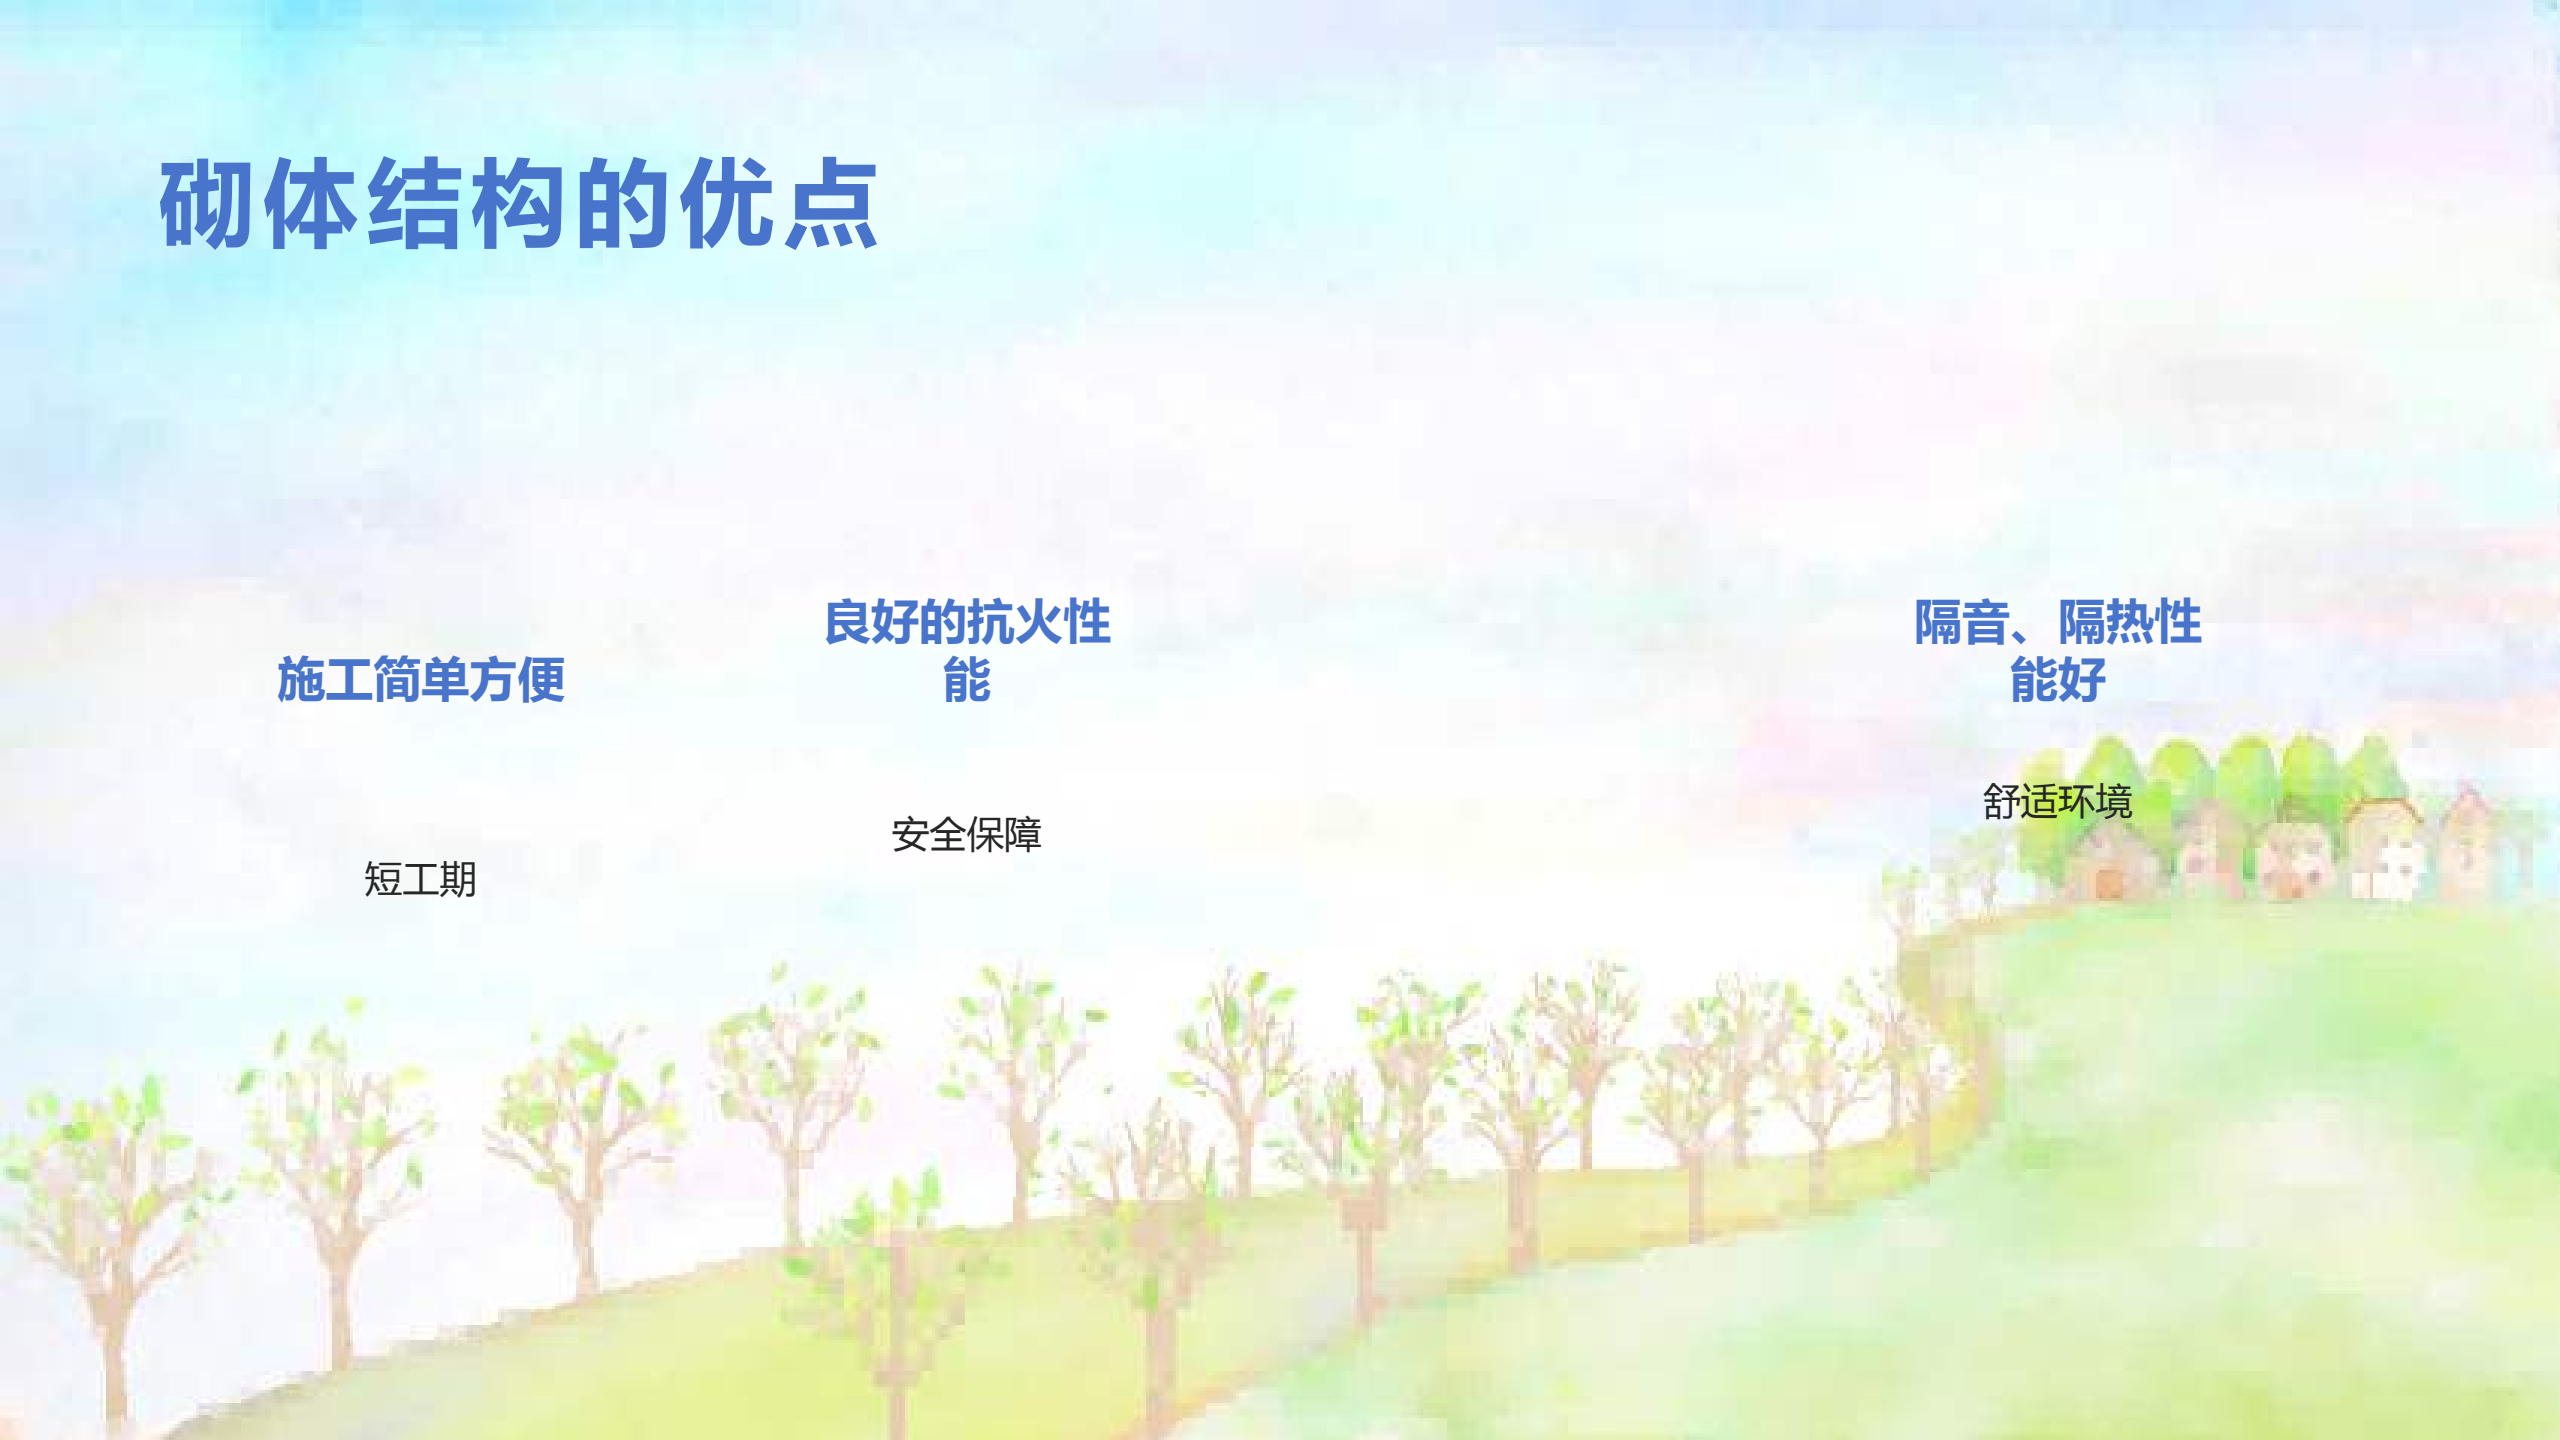 砌体结构的优点
施工简单方便
短工期
良好的抗火性
能
安全保障
隔音、隔热性
能好
舒适环境